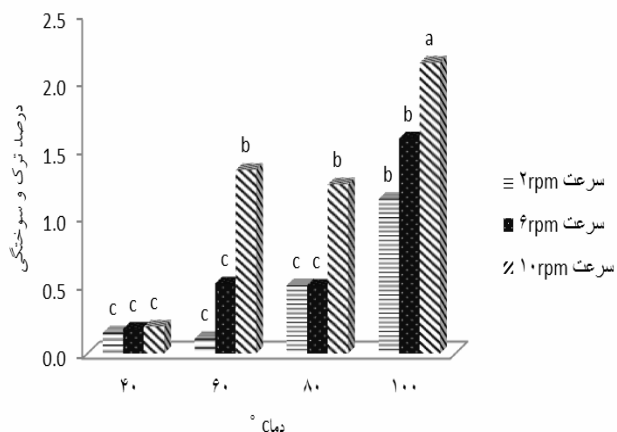 درصد ترک و سوختگی
2.5
2.0
1.5
1.0
0.5
0.0
c c c
c c b
c c b
b b a
۴۰ ۶۰ ۸۰ ۱۰۰
دما°C
سرعت ۲rpm
سرعت ۶rpm
سرعت ۱۰rpm